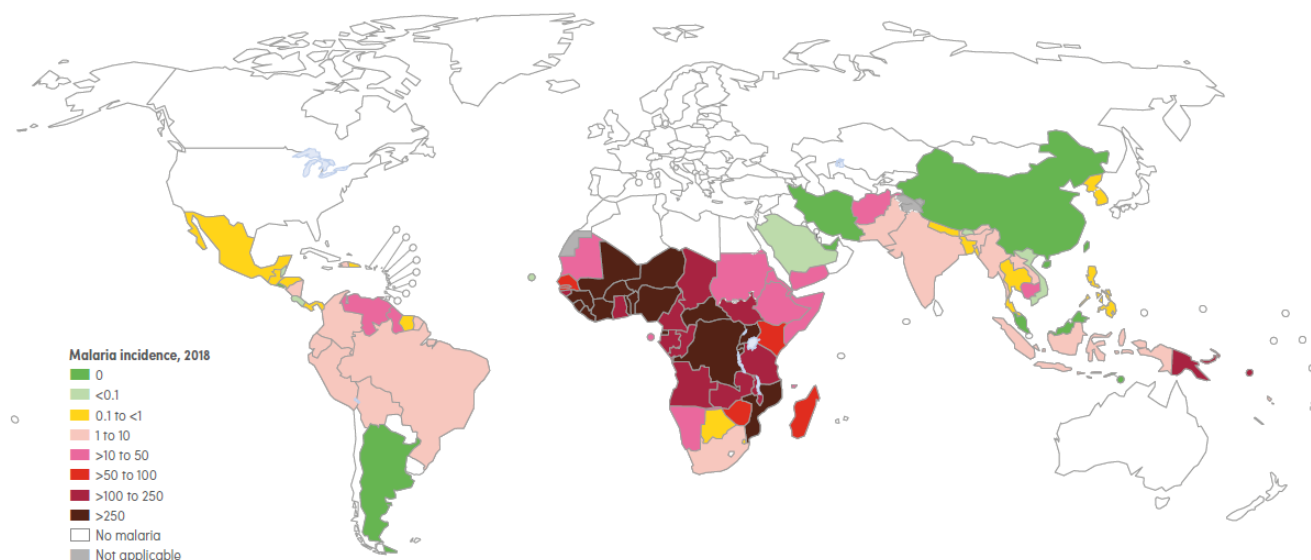 Malaria incidence, 2018
0
<0.1
0.1 to <1
1 to 10
>10 to 50
>50 to 100
>100 to 250
>250
No malaria
Not applicable